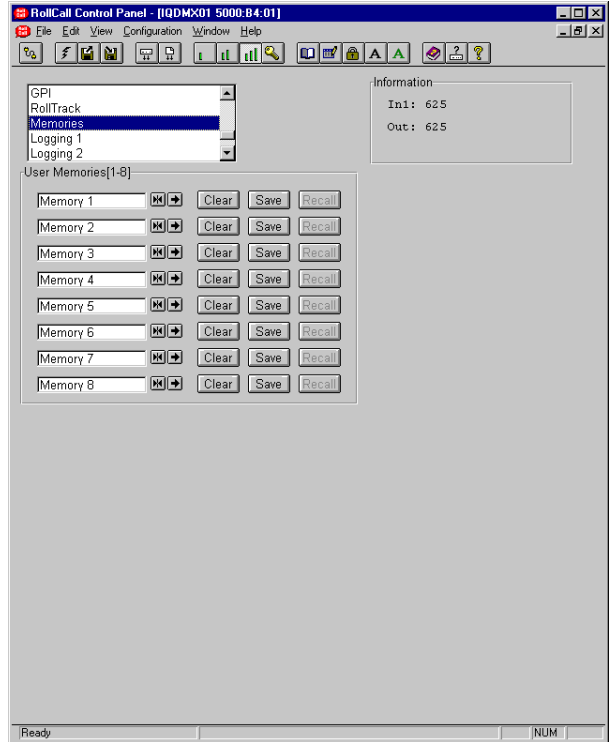 RollCall Control Panel - [IQDMX01 5000:B4:01]
File Edit View Configuration Window Help
A A
GPI
RollTrack
Memories
Logging 1
Logging 2
Information
In1: 625
Out: 625
User Memories[1-8]
Memory 1 Clear Save Recall
Memory 2 Clear Save Recall
Memory 3 Clear Save Recall
Memory 4 Clear Save Recall
Memory 5 Clear Save Recall
Memory 6 Clear Save Recall
Memory 7 Clear Save Recall
Memory 8 Clear Save Recall
Ready NUM